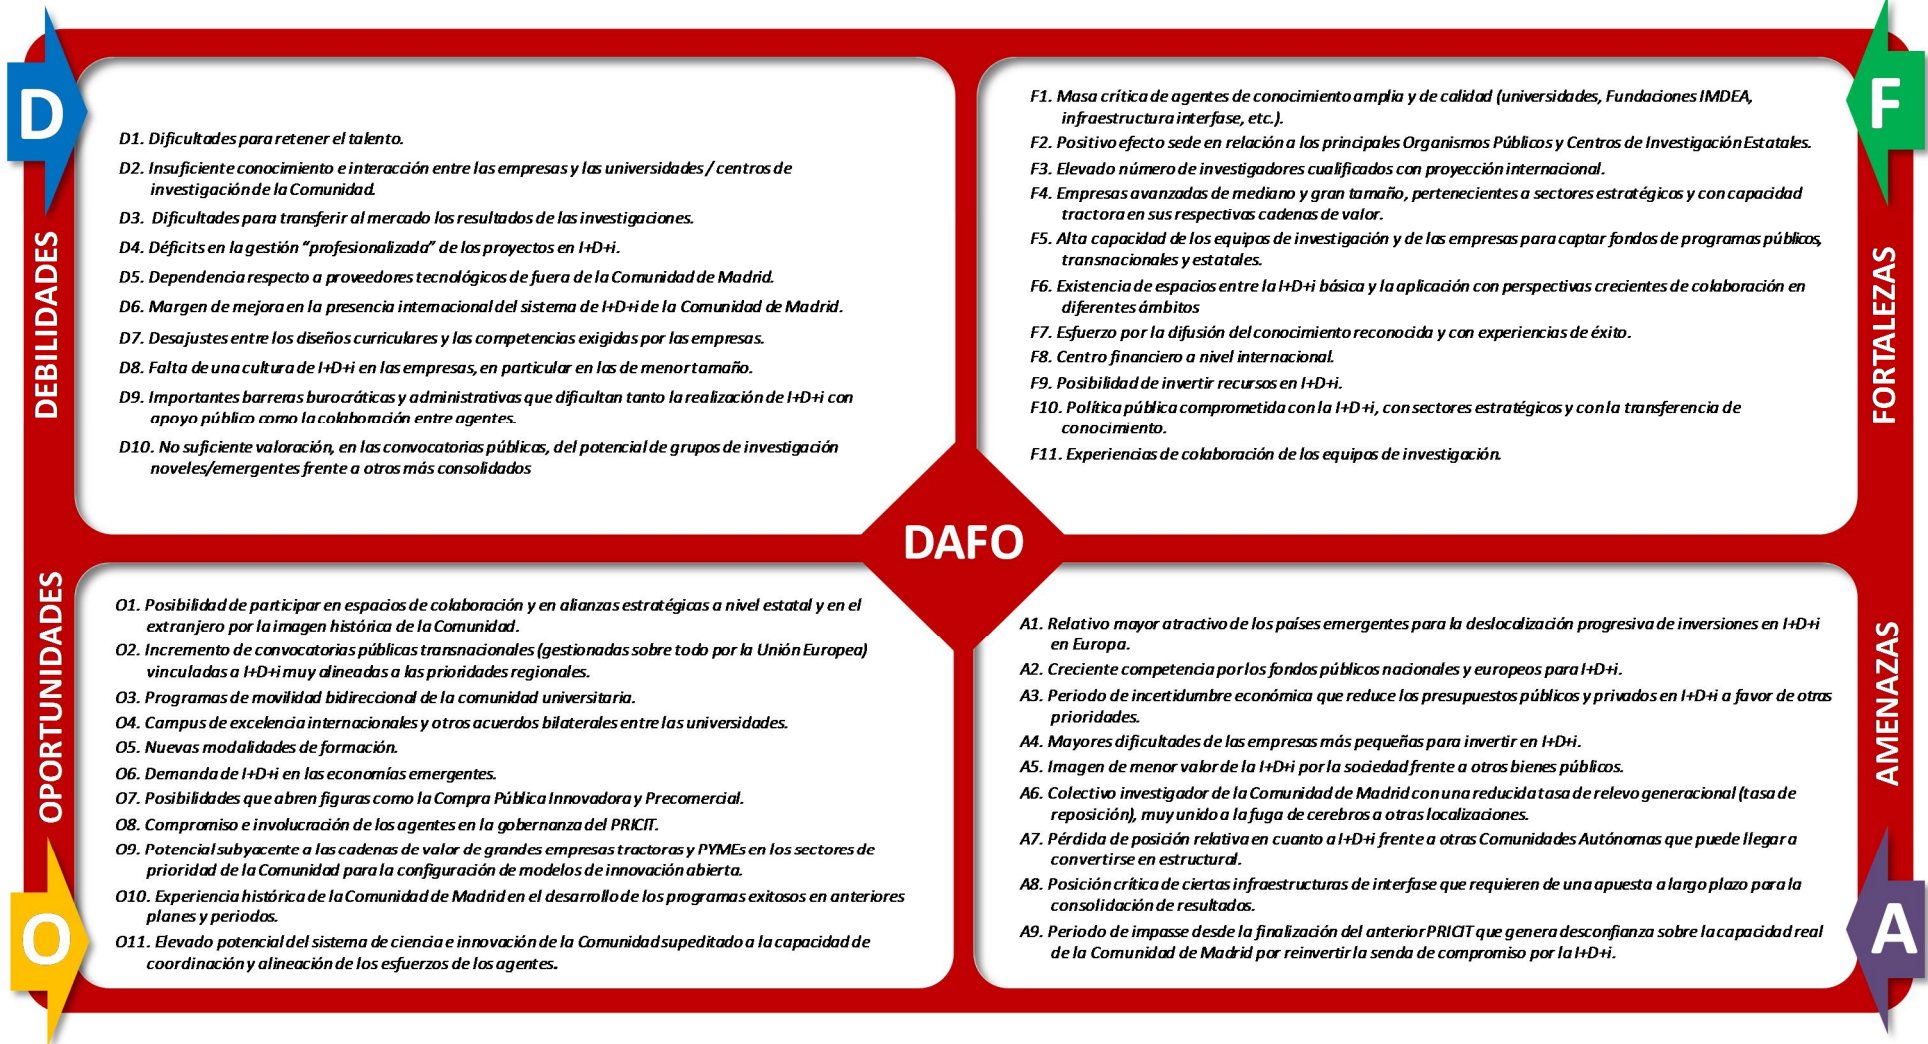 D
DEBILIDADES
D1. Dificultades para retener el talento.
D2. Insuficiente conocimiento e interacción entre las empresas y las universidades / centros de
investigación de la Comunidad.
D3. Dificultades para transferir al mercado los resultados de las investigaciones.
D4. Déficits en la gestión “profesionalizada” de los proyectos en I+D+i.
D5. Dependencia respecto a proveedores tecnológicos de fuera de la Comunidad de Madrid.
D6. Margen de mejora en la presencia internacional del sistema de I+D+i de la Comunidad de Madrid.
D7. Desajustes entre los diseños curriculares y las competencias exigidas por las empresas.
D8. Falta de una cultura de I+D+i en las empresas, en particular en las de menor tamaño.
D9. Importantes barreras burocráticas y administrativas que dificultan tanto la realización de I+D+i con
apoyo público como la colaboración entre agentes.
D10. No suficiente valoración, en las convocatorias públicas, del potencial de grupos de investigación
noveles/emergentes frente a otros más consolidados
F
FORTALEZAS
F1. Masa crítica de agentes de conocimiento amplia y de calidad (universidades, Fundaciones IMDEA,
infraestructura interfase, etc.).
F2. Positivo efecto sede en relación a los principales Organismos Públicos y Centros de Investigación Estatales.
F3. Elevado número de investigadores cualificados con proyección internacional.
F4. Empresas avanzadas de mediano y gran tamaño, pertenecientes a sectores estratégicos y con capacidad
tractora en sus respectivas cadenas de valor.
F5. Alta capacidad de los equipos de investigación y de las empresas para captar fondos de programas públicos,
transnacionales y estatales.
F6. Existencia de espacios entre la I+D+i básica y la aplicación con perspectivas crecientes de colaboración en
diferentes ámbitos
F7. Esfuerzo por la difusión del conocimiento reconocida y con experiencias de éxito.
F8. Centro financiero a nivel internacional.
F9. Posibilidad de invertir recursos en I+D+i.
F10. Política pública comprometida con la I+D+i, con sectores estratégicos y con la transferencia de
conocimiento.
F11. Experiencias de colaboración de los equipos de investigación.
DAFO
OPORTUNIDADES
O
O1. Posibilidad de participar en espacios de colaboración y en alianzas estratégicas a nivel estatal y en el
extranjero por la imagen histórica de la Comunidad.
O2. Incremento de convocatorias públicas transnacionales (gestionadas sobre todo por la Unión Europea)
vinculadas a I+D+i muy alineadas a las prioridades regionales.
O3. Programas de movilidad bidireccional de la comunidad universitaria.
O4. Campus de excelencia internacionales y otros acuerdos bilaterales entre las universidades.
O5. Nuevas modalidades de formación.
O6. Demanda de I+D+i en las economías emergentes.
O7. Posibilidades que abren figuras como la Compra Pública Innovadora y Precomercial.
O8. Compromiso e involucración de los agentes en la gobernanza del PRICIT.
O9. Potencial subyacente a las cadenas de valor de grandes empresas tractoras y PYMEs en los sectores de
prioridad de la Comunidad para la configuración de modelos de innovación abierta.
O10. Experiencia histórica de la Comunidad de Madrid en el desarrollo de los programas exitosos en anteriores
planes y periodos.
O11. Elevado potencial del sistema de ciencia e innovación de la Comunidad supeditado a la capacidad de
coordinación y alineación de los esfuerzos de los agentes.
AMENAZAS
A
A1. Relativo mayor atractivo de los países emergentes para la deslocalización progresiva de inversiones en I+D+i
en Europa.
A2. Creciente competencia por los fondos públicos nacionales y europeos para I+D+i.
A3. Periodo de incertidumbre económica que reduce los presupuestos públicos y privados en I+D+i a favor de otras
prioridades.
A4. Mayores dificultades de las empresas más pequeñas para invertir en I+D+i.
A5. Imagen de menor valor de la I+D+i por la sociedad frente a otros bienes públicos.
A6. Colectivo investigador de la Comunidad de Madrid con una reducida tasa de relevo generacional (tasa de
reposición), muy unido a la fuga de cerebros a otras localizaciones.
A7. Pérdida de posición relativa en cuanto a I+D+i frente a otras Comunidades Autónomas que puede llegar a
convertirse en estructural.
A8. Posición crítica de ciertas infraestructuras de interfase que requieren de una apuesta a largo plazo para la
consolidación de resultados.
A9. Periodo de impasse desde la finalización del anterior PRICIT que genera desconfianza sobre la capacidad real
de la Comunidad de Madrid por reinvertir la senda de compromiso por la I+D+i.